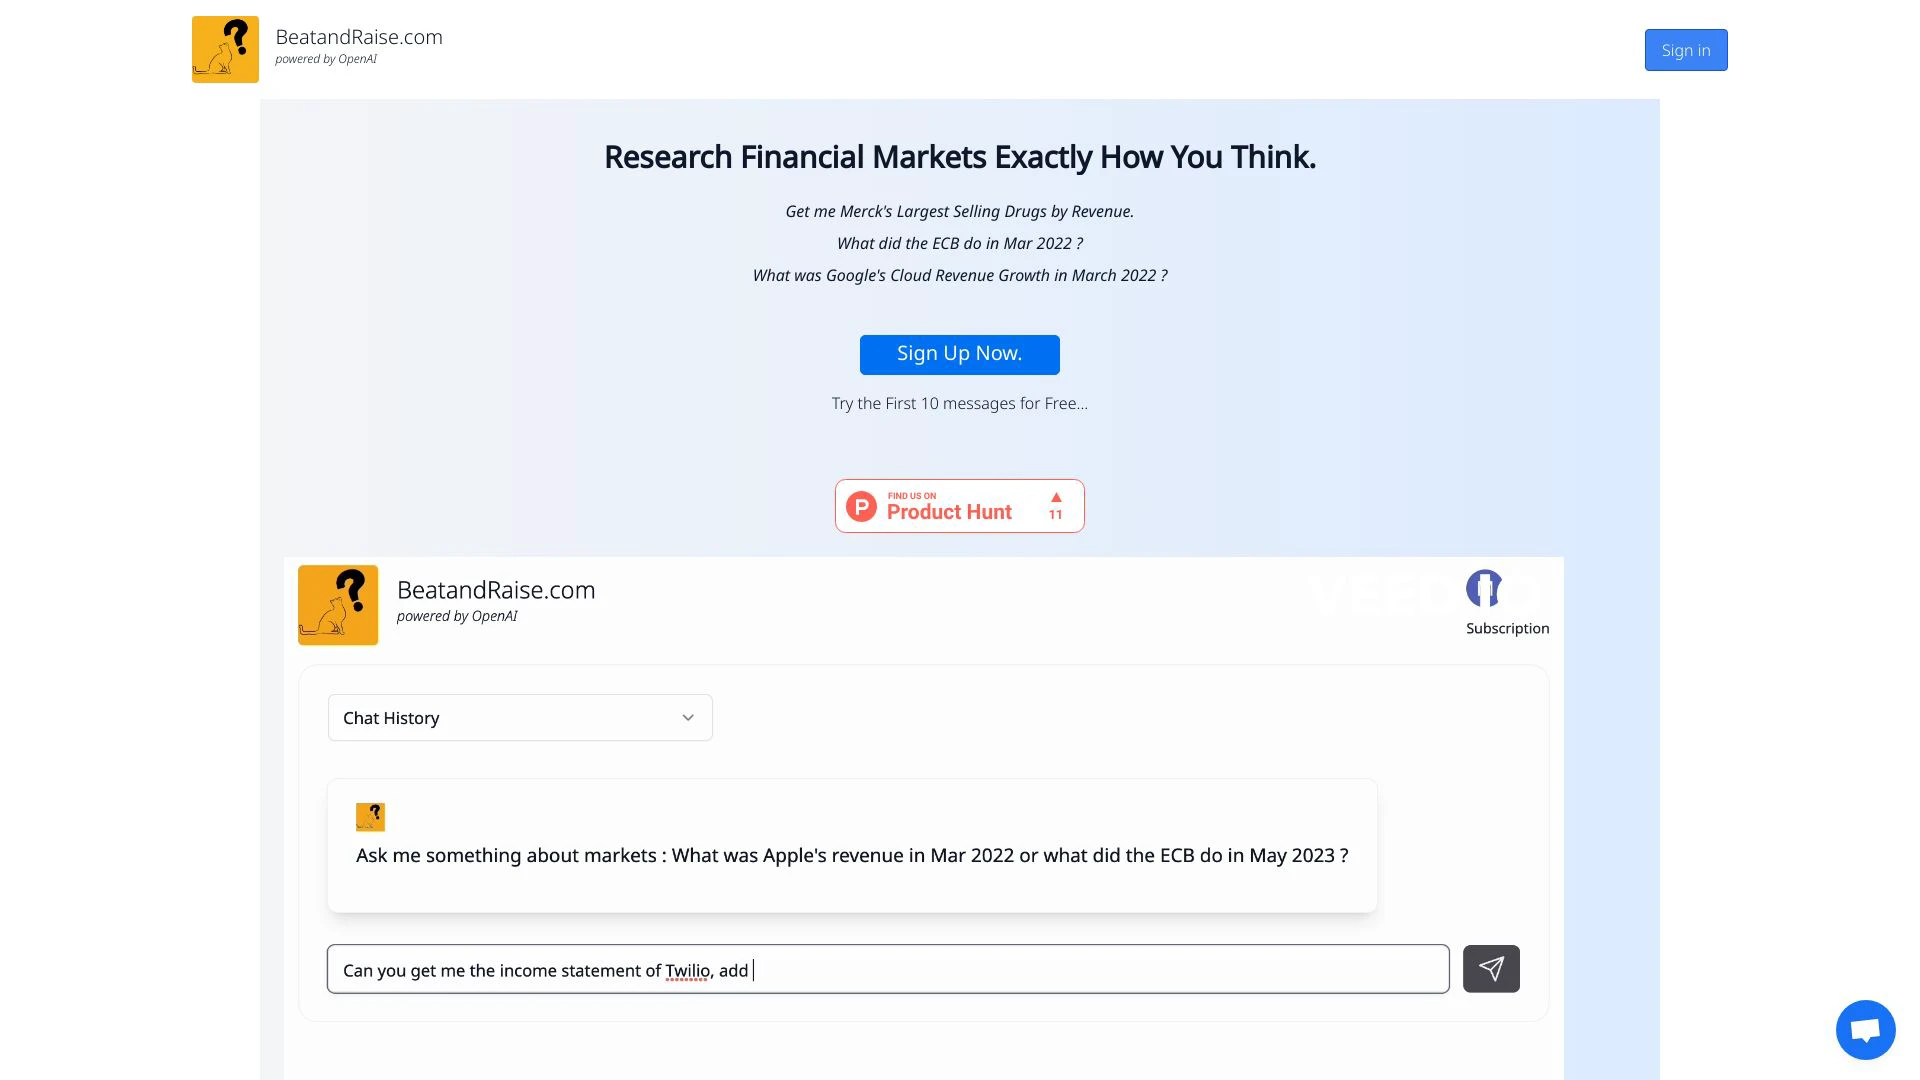 BeatandRaise.com
powered by OpenAI
Sign in
Research Financial Markets Exactly How You Think.
Get me Merck's Largest Selling Drugs by Revenue.
What did the ECB do in Mar 2022 ?
What was Google's Cloud Revenue Growth in March 2022 ?
Sign Up Now.
Try the First 10 messages for Free...
FIND US ON
Product Hunt
11
BeatandRaise.com
powered by OpenAI
Subscription
Chat History
Ask me something about markets : What was Apple's revenue in Mar 2022 or what did the ECB do in May 2023 ?
Can you get me the income statement of Twilio, add